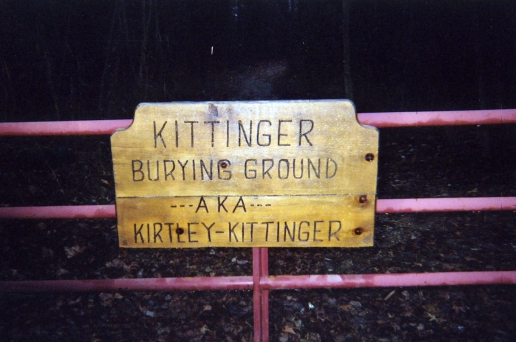 KITTINGER
BURYING GROUND
---AKA---
KIRTLEY-KITTINGER